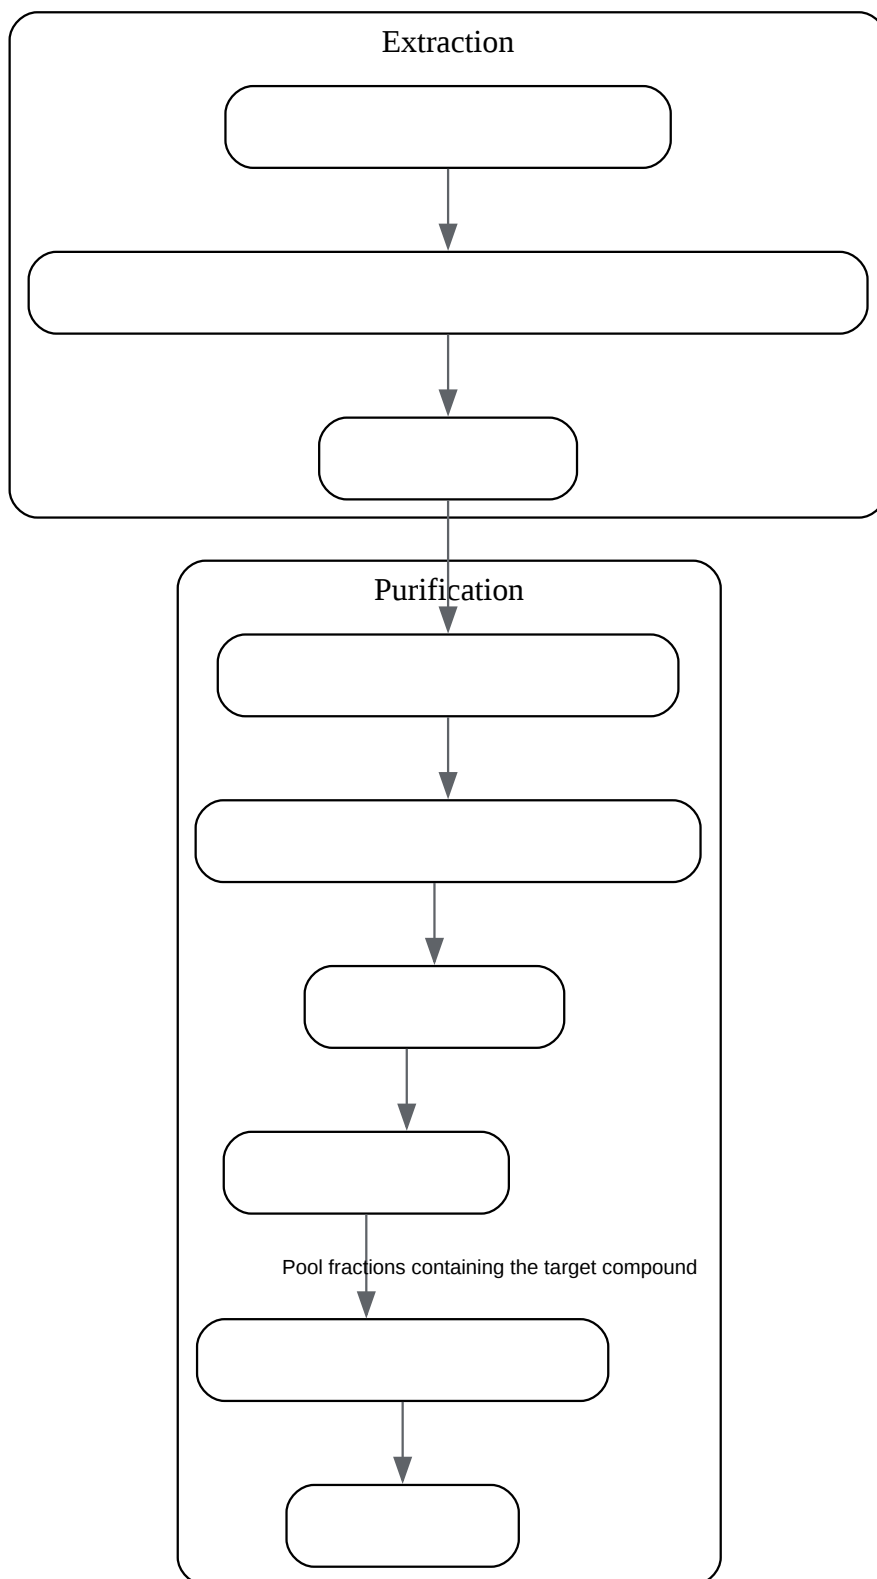 Extraction
Purification
Pool fractions containing the target compound